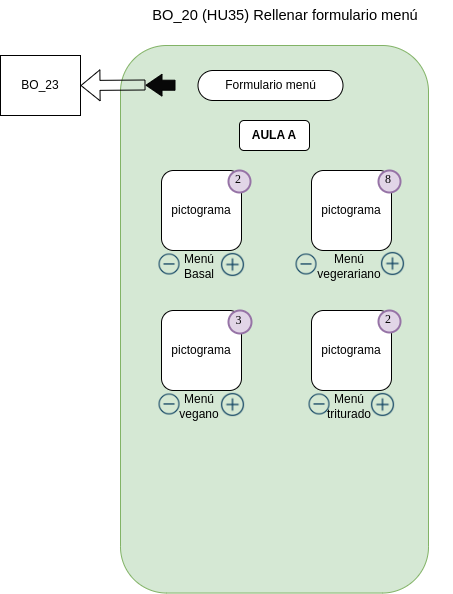 BO_20 (HU35) Rellenar formulario menú
BO_23
Formulario menú
AULA A
2
8
pictograma
pictograma
Menú
Basal
Menú
vegerariano
3
2
pictograma
pictograma
Menú
vegano
Menú
triturado